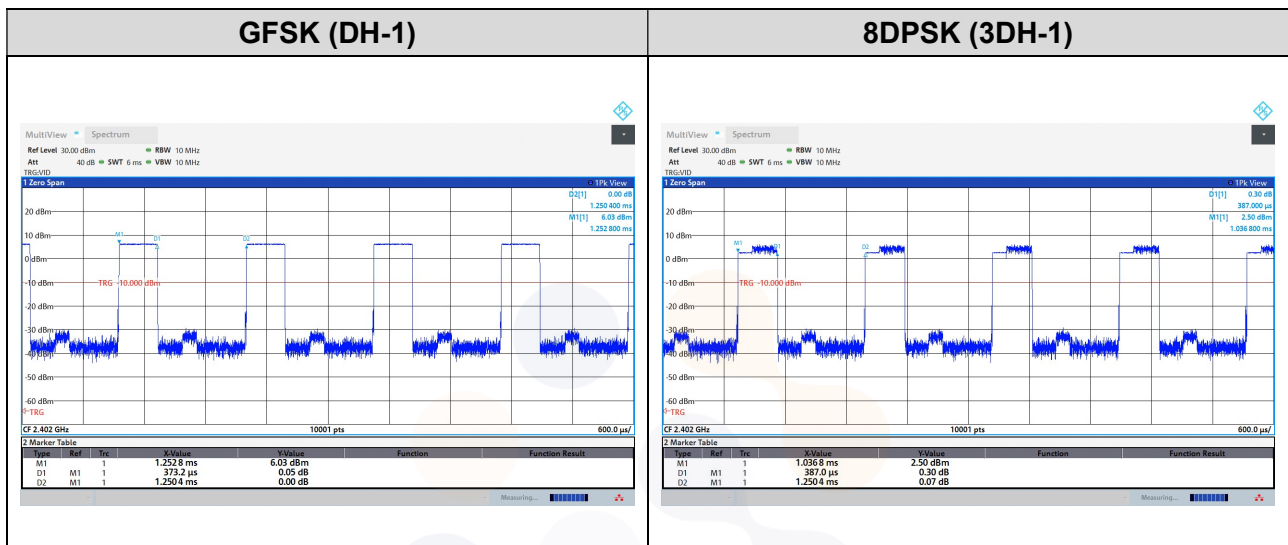 GFSK (DH-1)
8DPSK (3DH-1)
MultiView Spectrum
Ref Level 30.00 dBm RBW 10 MHz
Att 40 dB SWT 6 ms VBW 10 MHz
TRG:VID
1 Zero Span 1Pk View
D2[1] 0.00 dB
1.250 400 ms
M1[1] 6.03 dBm
1.252 800 ms
20 dBm
10 dBm
M1 D1 D2
0 dBm
-10 dBm
TRG -10.000 dBm
-20 dBm
-30 dBm
-40 dBm
-50 dBm
-60 dBm
TRG
CF 2.402 GHz 10001 pts 600.0 µs/
2 Marker Table
Type Ref Trc X-Value Y-Value Function Function Result
M1 1 1.252 8 ms 6.03 dBm
D1 M1 1 373.2 µs 0.05 dB
D2 M1 1 1.250 4 ms 0.00 dB
Measuring...
MultiView Spectrum
Ref Level 30.00 dBm RBW 10 MHz
Att 40 dB SWT 6 ms VBW 10 MHz
TRG:VID
1 Zero Span 1Pk View
D1[1] 0.30 dB
387.000 µs
M1[1] 2.50 dBm
1.036 800 ms
20 dBm
10 dBm
M1 D1 D2
0 dBm
-10 dBm
TRG -10.000 dBm
-20 dBm
-30 dBm
-40 dBm
-50 dBm
-60 dBm
TRG
CF 2.402 GHz 10001 pts 600.0 µs/
2 Marker Table
Type Ref Trc X-Value Y-Value Function Function Result
M1 1 1.036 8 ms 2.50 dBm
D1 M1 1 387.0 µs 0.30 dB
D2 M1 1 1.250 4 ms 0.07 dB
Measuring...